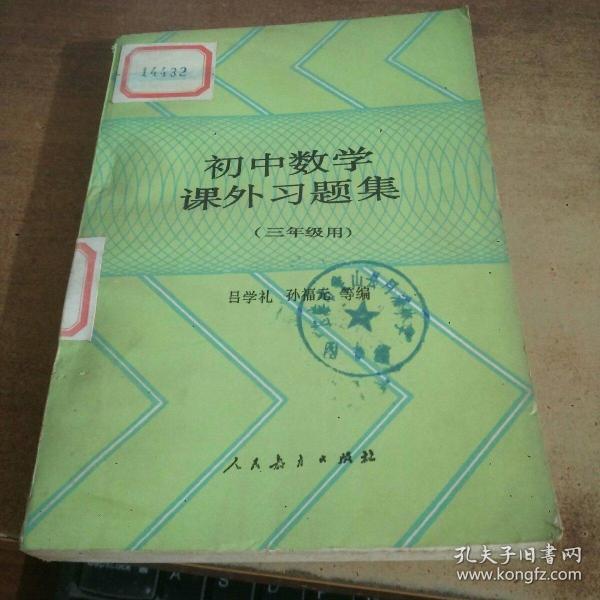 14432
初中数学
课外习题集
（三年级用）
吕学礼 孙福元 等编
人民教育出版社
孔夫子旧书网
www.kongfz.com